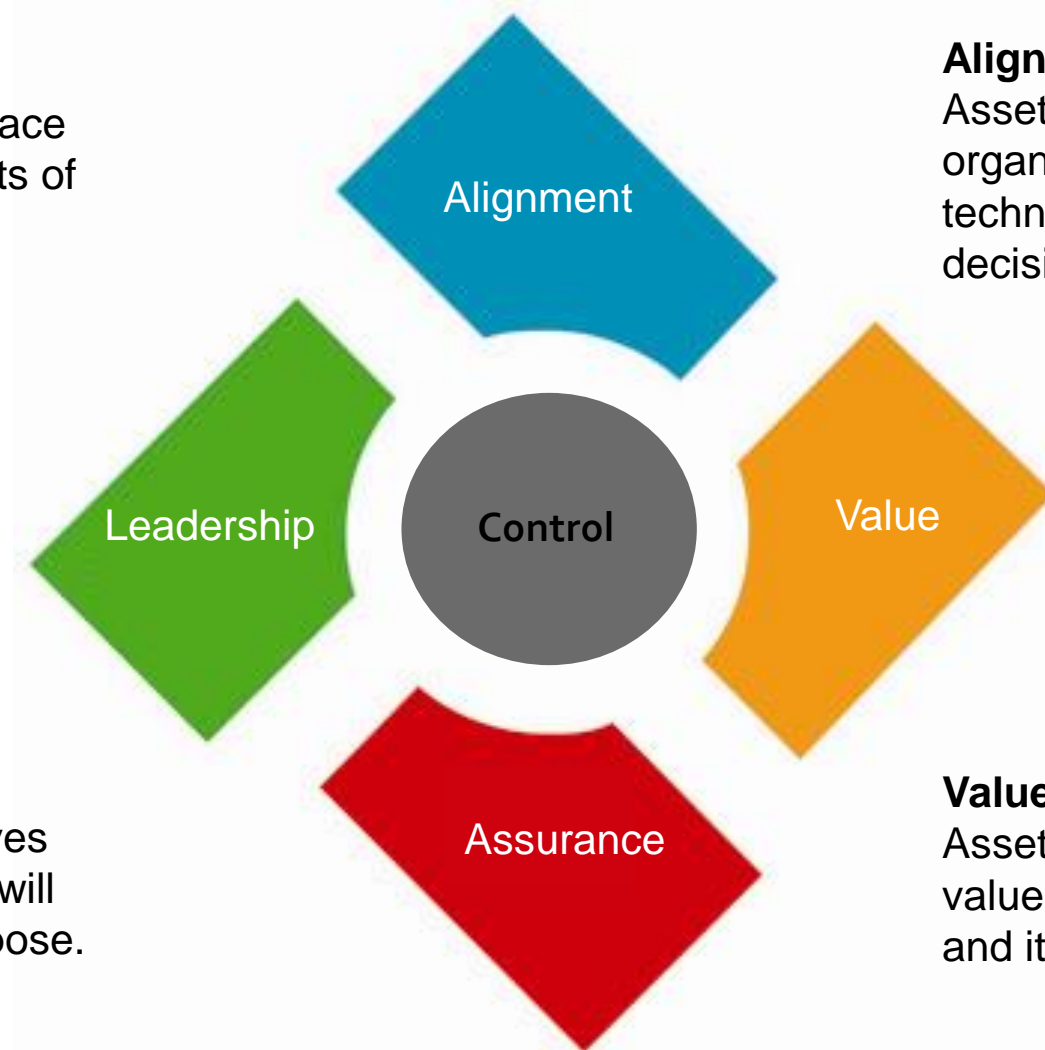 ace
ts of
Align
Asset
organ
techn
decisi
Alignment
Leadership
Control
Value
Assurance
ves
will
pose.
Value
Asset
value
and it